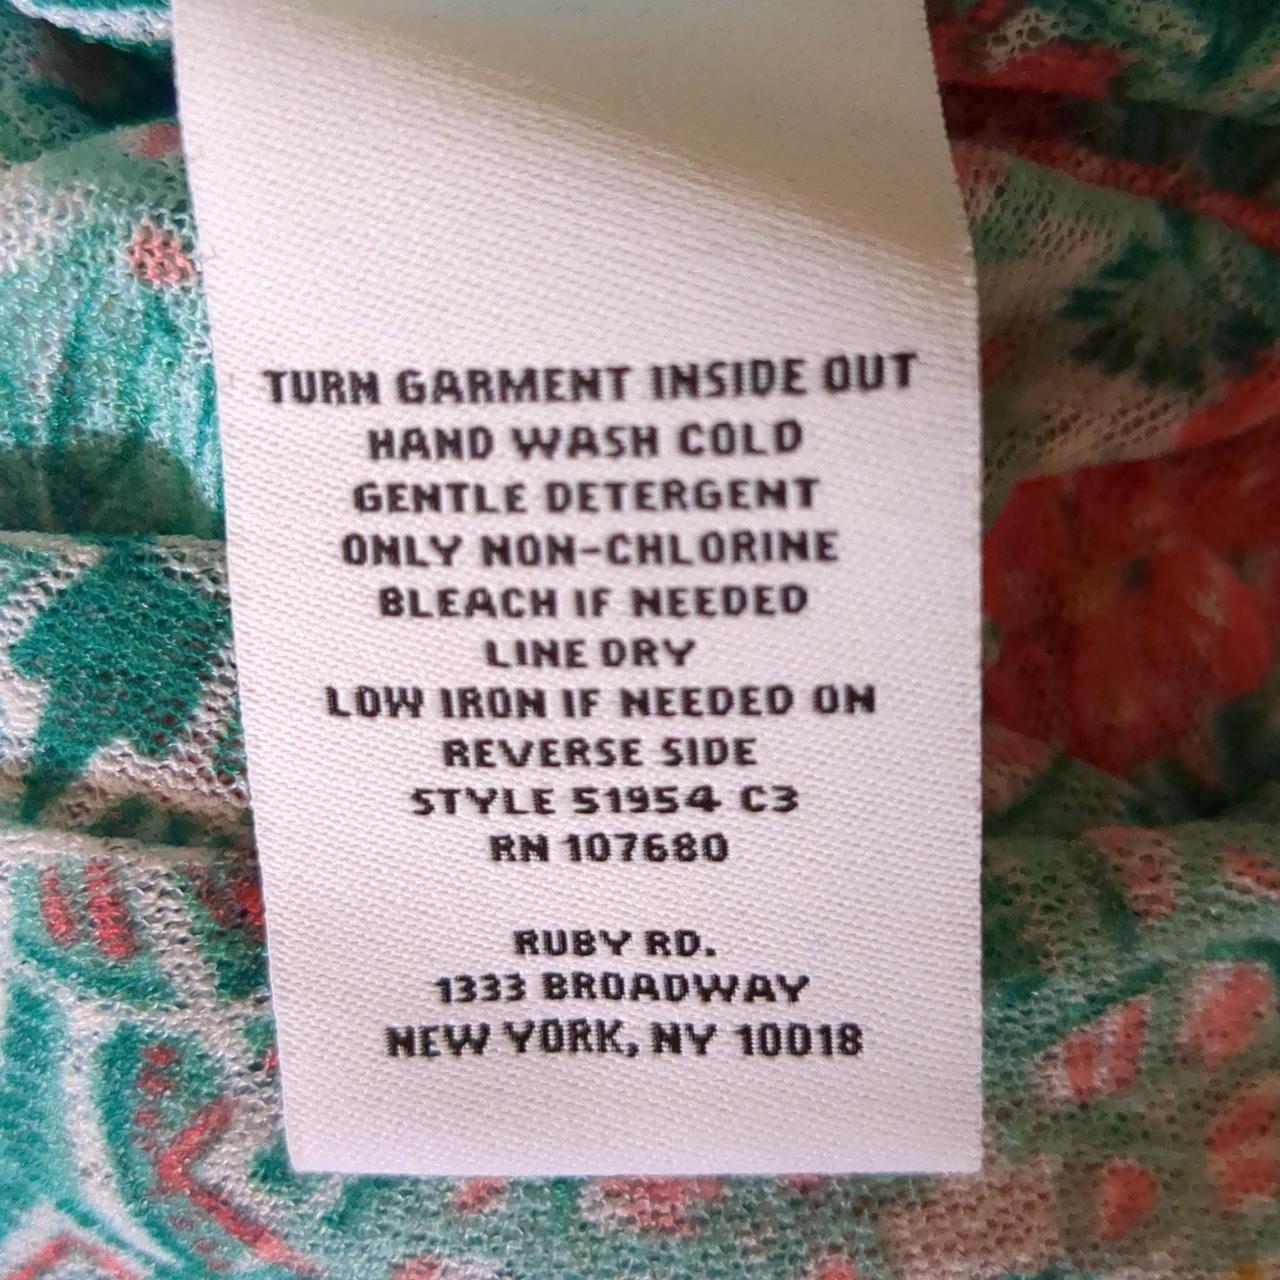 TURN GARMENT INSIDE OUT
HAND WASH COLD
GENTLE DETERGENT
ONLY NON-CHLORINE
BLEACH IF NEEDED
LINE DRY
LOW IRON IF NEEDED ON
REVERSE SIDE
STYLE 51954 C3
RN 107680
RUBY RD.
1333 BROADWAY
NEW YORK, NY 10018